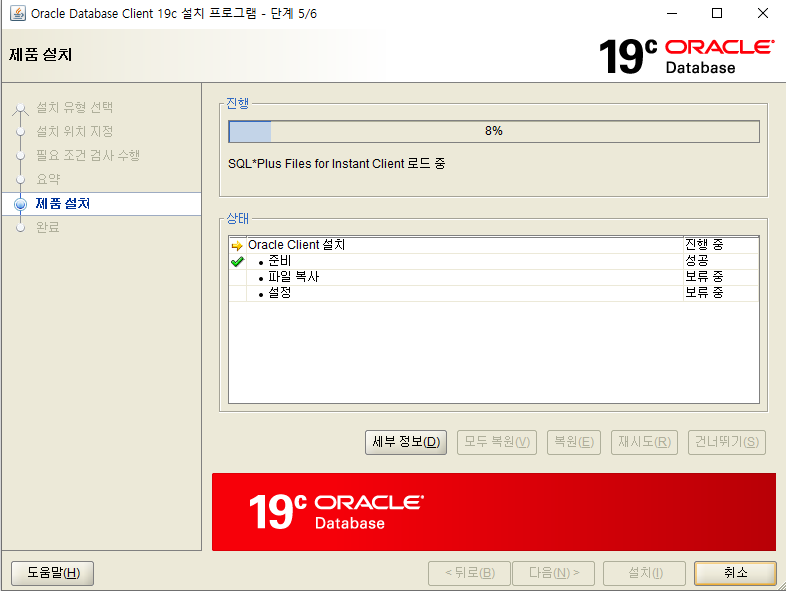 Oracle Database Client 19c 설치 프로그램 - 단계 5/6
제품 설치
19c ORACLE
Database
설치 유형 선택
설치 위치 지정
필요 조건 검사 수행
요약
제품 설치
완료
진행
8%
SQL*Plus Files for Instant Client 로드 중
상태
Oracle Client 설치 진행 중
• 준비 성공
• 파일 복사 보류 중
• 설정 보류 중
세부 정보(D) 모두 복원(V) 복원(E) 재시도(R) 건너뛰기(S)
19c ORACLE
Database
도움말(H) < 뒤로(B) 다음(N) > 설치(I) 취소